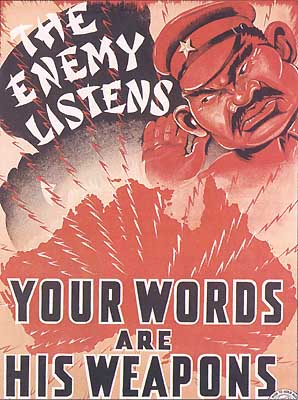 THE
ENEMY
LISTENS
YOUR WORDS
ARE
HIS WEAPONS